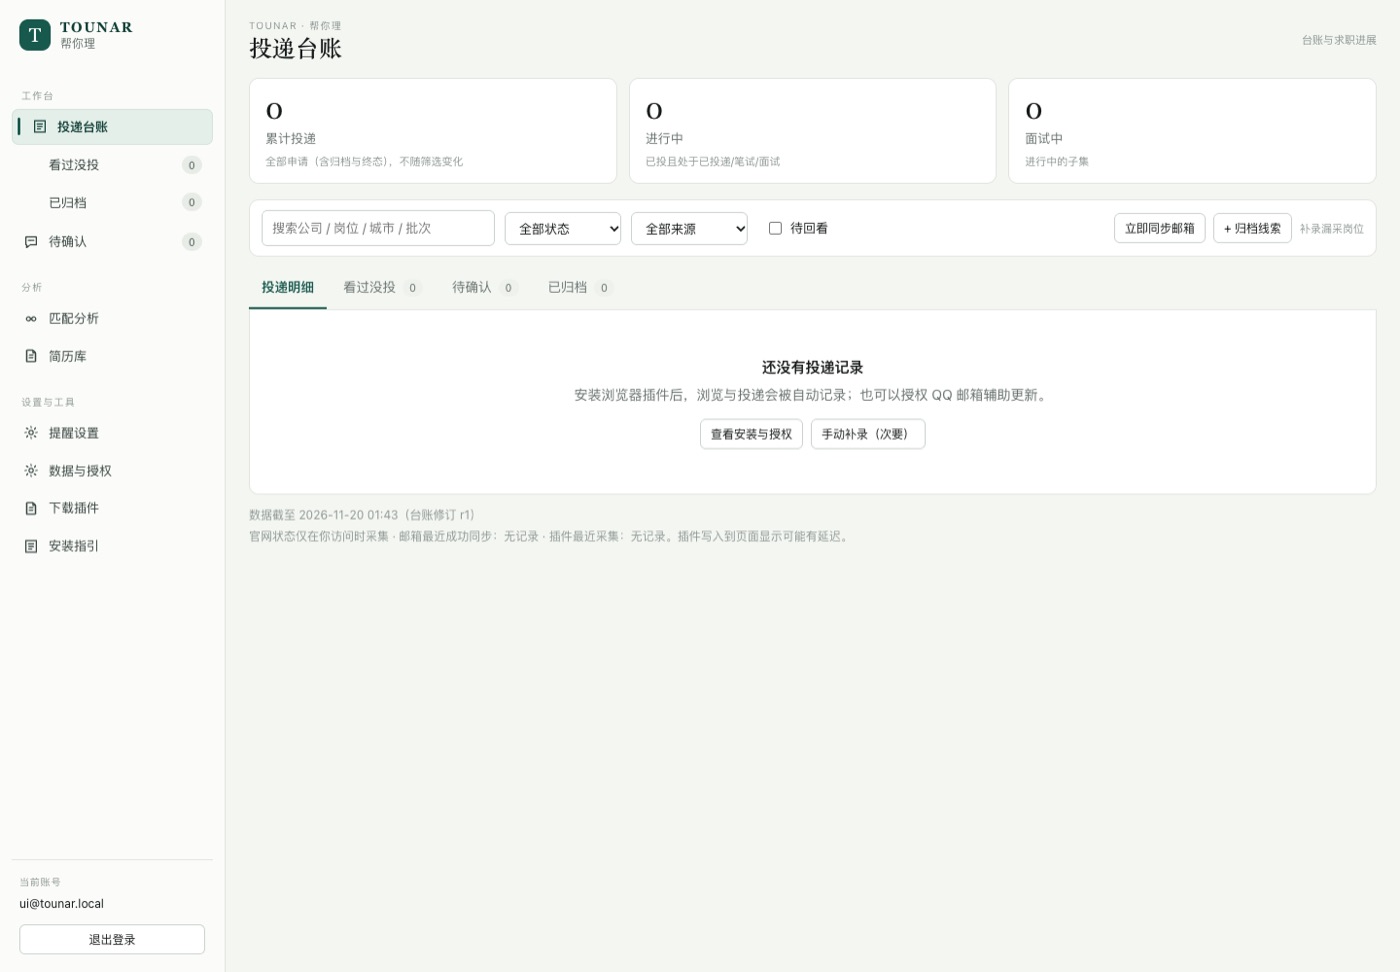 T
TOUNAR
帮你理
工作台
投递台账
看过没投 0
已归档 0
待确认 0
分析
匹配分析
简历库
设置与工具
提醒设置
数据与授权
下载插件
安装指引
当前账号
ui@tounar.local
退出登录
TOUNAR · 帮你理
投递台账
台账与求职进展
0
累计投递
全部申请（含归档与终态），不随筛选变化
0
进行中
已投且处于已投递/笔试/面试
0
面试中
进行中的子集
搜索公司 / 岗位 / 城市 / 批次 全部状态 全部来源 待回看 立即同步邮箱 + 归档线索 补录漏采岗位
投递明细 看过没投 0 待确认 0 已归档 0
还没有投递记录
安装浏览器插件后，浏览与投递会被自动记录；也可以授权 QQ 邮箱辅助更新。
查看安装与授权 手动补录（次要）
数据截至 2026-11-20 01:43（台账修订 r1）
官网状态仅在你访问时采集 · 邮箱最近成功同步：无记录 · 插件最近采集：无记录。插件写入到页面显示可能有延迟。